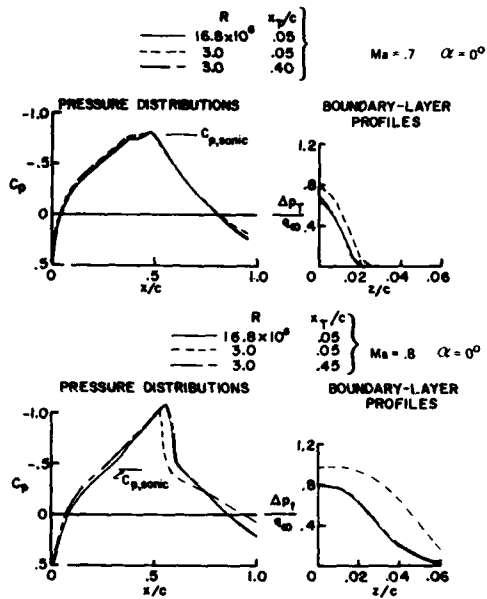 R x_T/c
16.8×10⁶ .05
3.0 .05
3.0 .40
Ma = .7 α = 0°
PRESSURE DISTRIBUTIONS
BOUNDARY-LAYER
PROFILES
-1.0
-.5
0
.5
C_p
C_p,sonic
0 .5 1.0
x/c
1.2
.8
.4
Δp_T
q_∞
0 .02 .04 .06
z/c
R x_T/c
16.8×10⁶ .05
3.0 .05
3.0 .45
Ma = .8 α = 0°
PRESSURE DISTRIBUTIONS
BOUNDARY-LAYER
PROFILES
-1.0
-.5
0
.5
C_p
C_p,sonic
0 .5 1.0
x/c
1.2
.8
.4
Δp_t
q_∞
0 .02 .04 .06
z/c